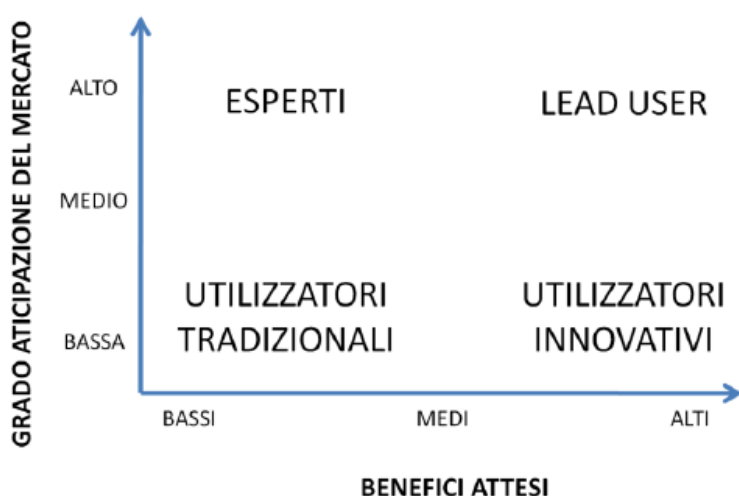 GRADO ATICIPAZIONE DEL MERCATO
ALTO
MEDIO
BASSA
ESPERTI
LEAD USER
UTILIZZATORI
TRADIZIONALI
UTILIZZATORI
INNOVATIVI
BASSI
MEDI
ALTI
BENEFICI ATTESI